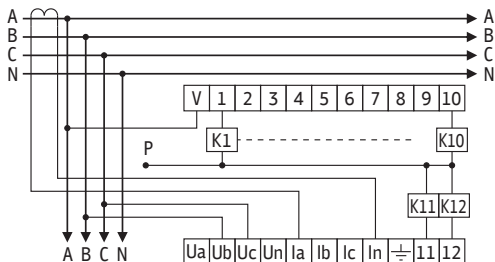 A A
B B
C C
N N
V 1 2 3 4 5 6 7 8 9 10
K1 K10
P
K11 K12
A B C N Ua Ub Uc Un Ia Ib Ic In 11 12